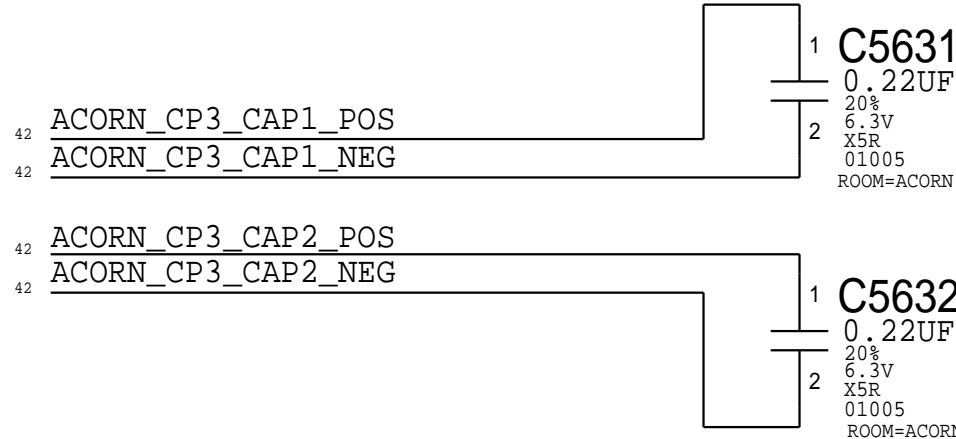 1 C5631
0.22UF
20%
6.3V
2 X5R
01005
ROOM=ACORN
42 ACORN_CP3_CAP1_POS
42 ACORN_CP3_CAP1_NEG
42 ACORN_CP3_CAP2_POS
42 ACORN_CP3_CAP2_NEG
1 C5632
0.22UF
20%
6.3V
2 X5R
01005
ROOM=ACORN